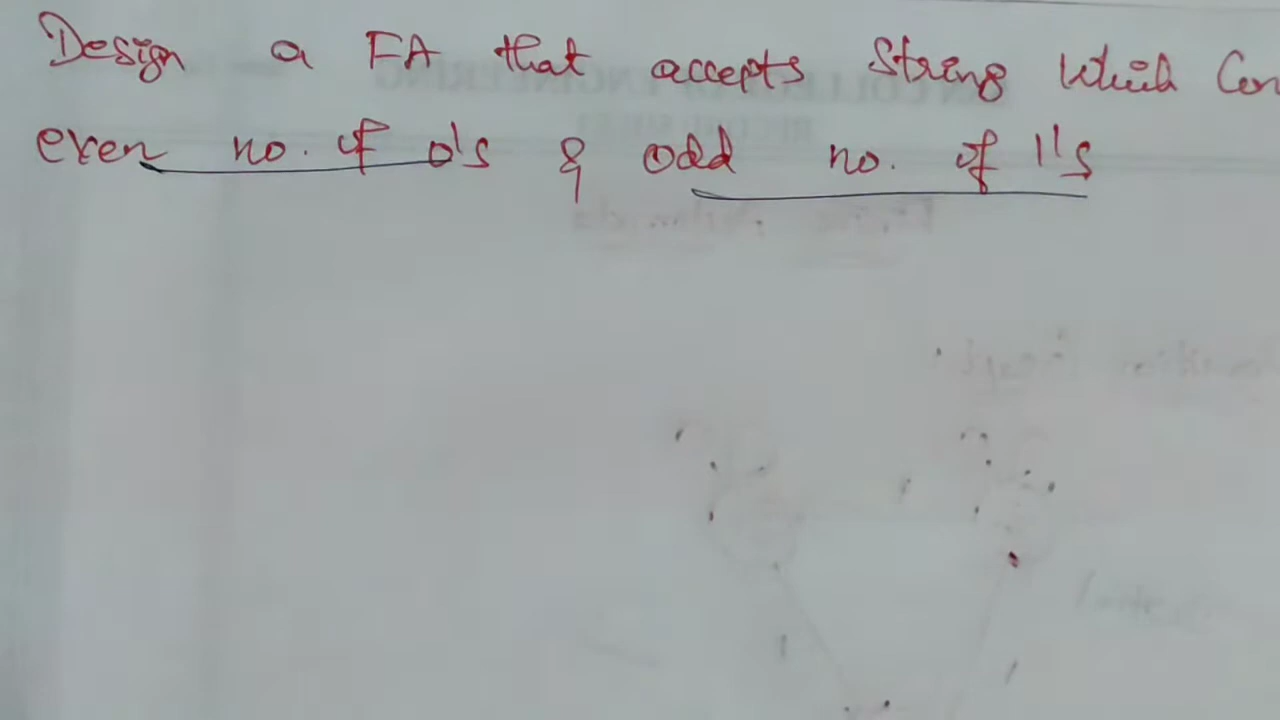 Design a FA that accepts string which Con
even no. of 0's & odd no. of 1's